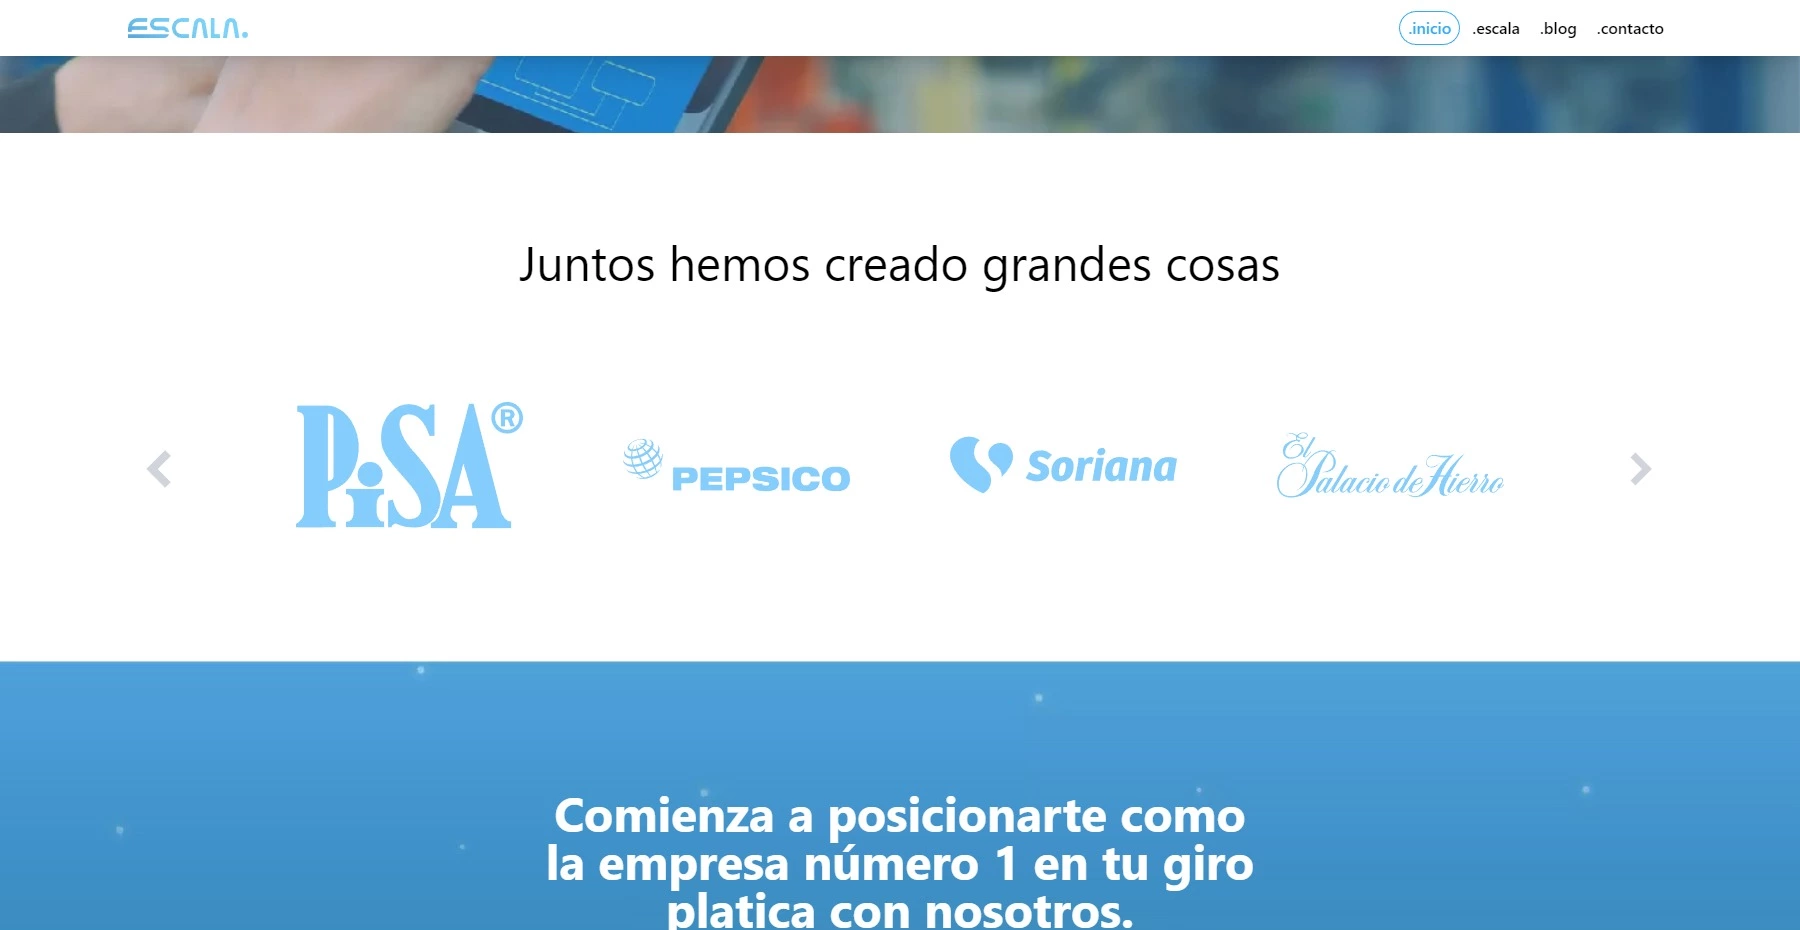 ESCALA.
.inicio .escala .blog .contacto
Juntos hemos creado grandes cosas
PiSA®
PEPSICO
Soriana
El Palacio de Hierro
Comienza a posicionarte como
la empresa número 1 en tu giro
platica con nosotros.